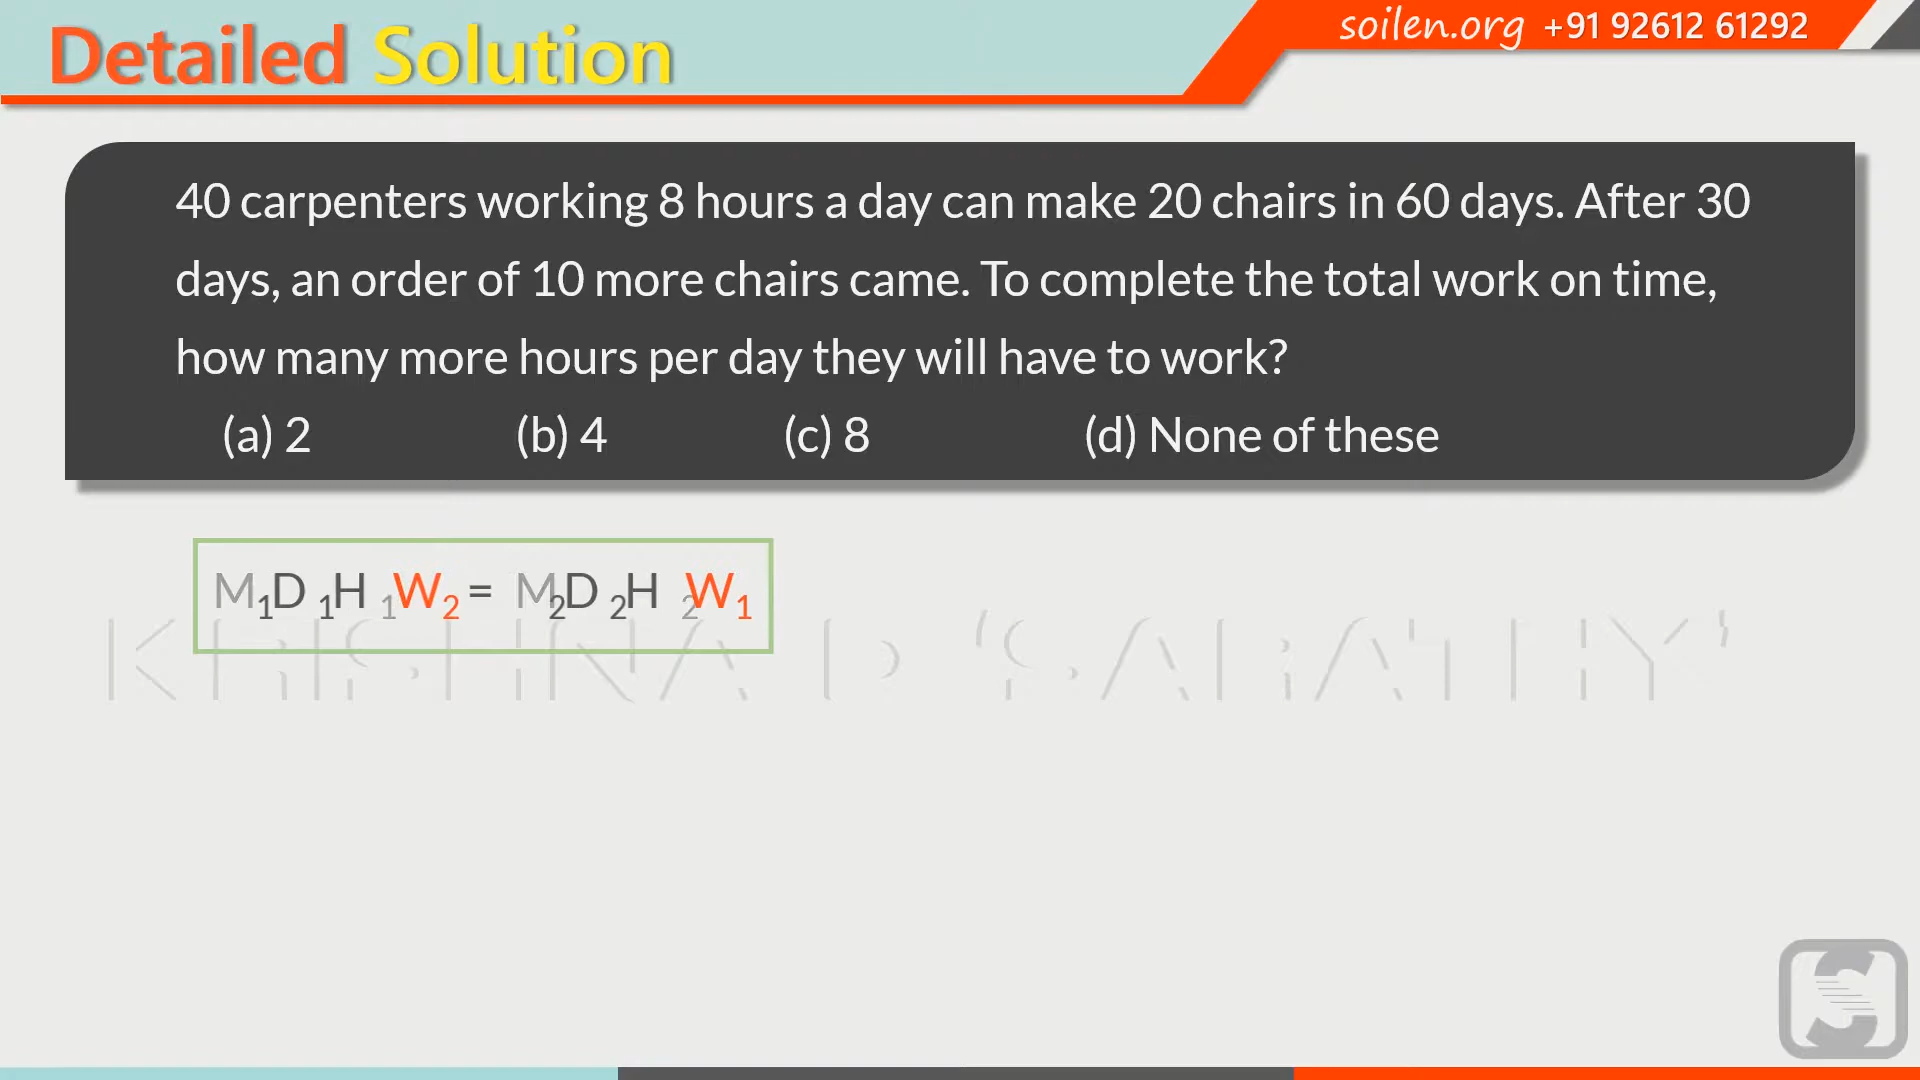 Detailed Solution
soilen.org +91 92612 61292
40 carpenters working 8 hours a day can make 20 chairs in 60 days. After 30
days, an order of 10 more chairs came. To complete the total work on time,
how many more hours per day they will have to work?
(a) 2 (b) 4 (c) 8 (d) None of these
M₁D₁H₁W₂ = M₂D₂H₂W₁
KRISHNA D 'SARATHY'